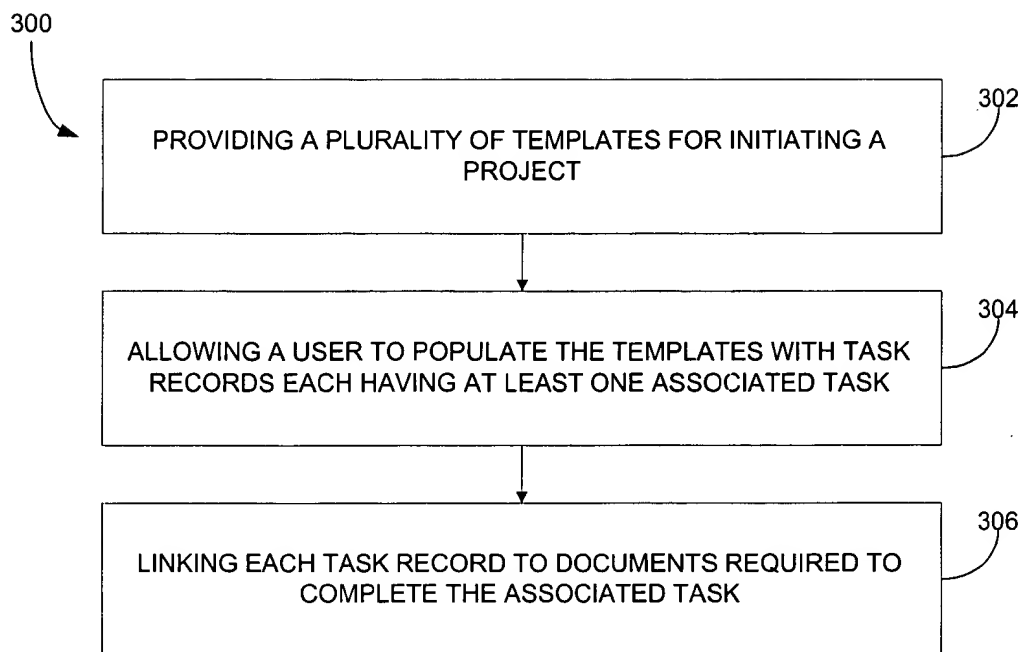 300
302
PROVIDING A PLURALITY OF TEMPLATES FOR INITIATING A
PROJECT
304
ALLOWING A USER TO POPULATE THE TEMPLATES WITH TASK
RECORDS EACH HAVING AT LEAST ONE ASSOCIATED TASK
306
LINKING EACH TASK RECORD TO DOCUMENTS REQUIRED TO
COMPLETE THE ASSOCIATED TASK